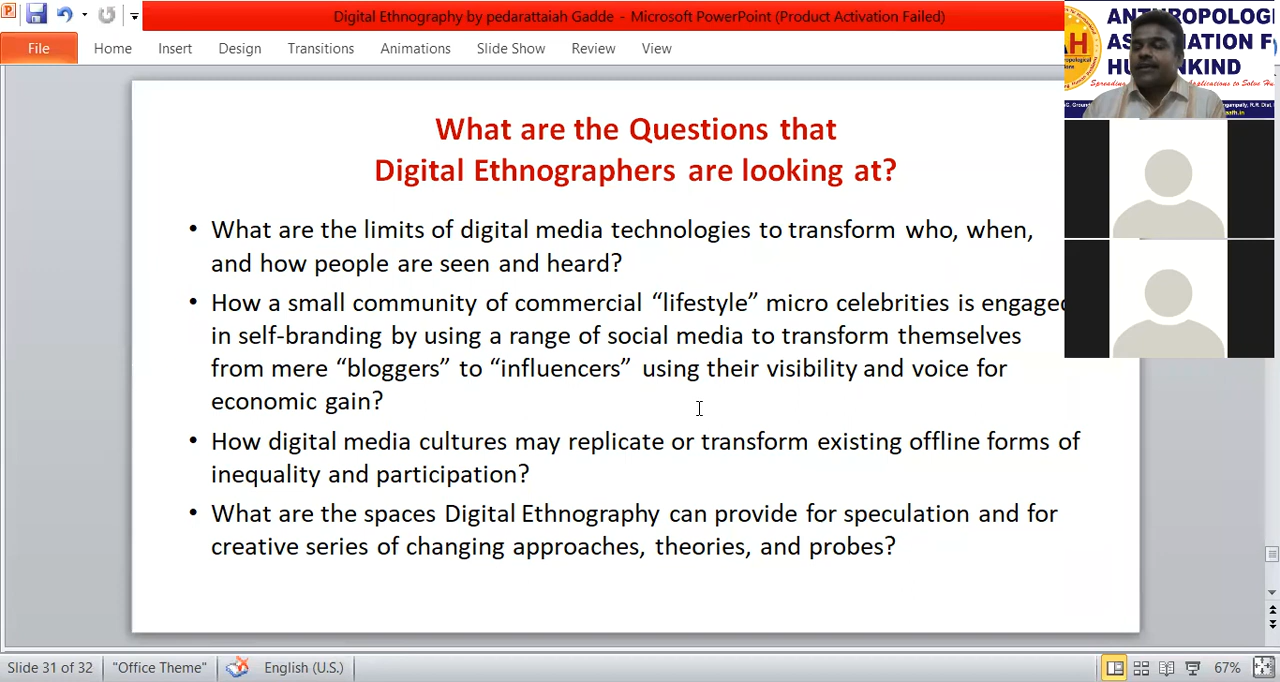 Digital Ethnography by pedarattaiah Gadde - Microsoft PowerPoint (Product Activation Failed)
File Home Insert Design Transitions Animations Slide Show Review View
ANTHROPOLOGI
AS IATION F
HU NKIND
What are the Questions that
Digital Ethnographers are looking at?
• What are the limits of digital media technologies to transform who, when,
and how people are seen and heard?
• How a small community of commercial “lifestyle” micro celebrities is engaged
in self-branding by using a range of social media to transform themselves
from mere “bloggers” to “influencers” using their visibility and voice for
economic gain?
• How digital media cultures may replicate or transform existing offline forms of
inequality and participation?
• What are the spaces Digital Ethnography can provide for speculation and for
creative series of changing approaches, theories, and probes?
Slide 31 of 32 "Office Theme" English (U.S.) 67%